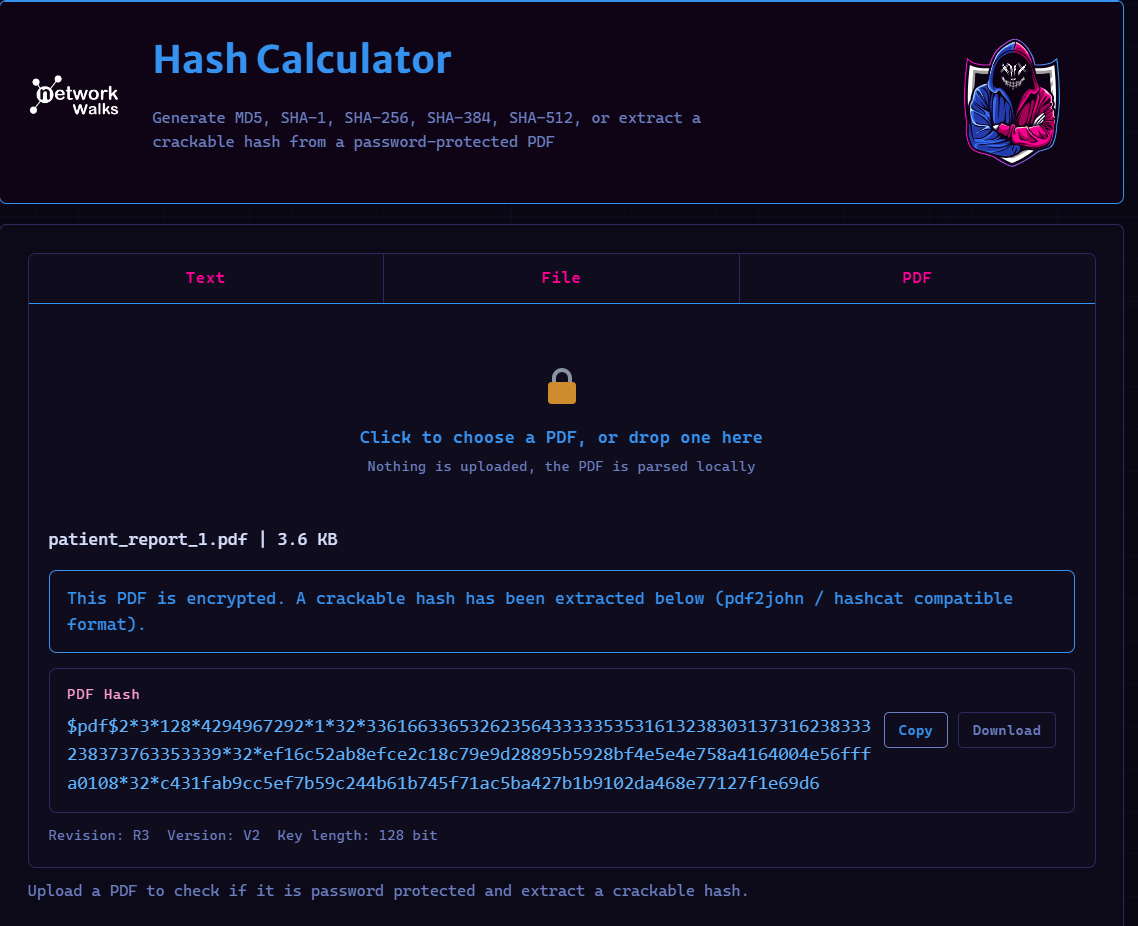 network
Walks
Hash Calculator
Generate MD5, SHA-1, SHA-256, SHA-384, SHA-512, or extract a
crackable hash from a password-protected PDF
Text
File
PDF
Click to choose a PDF, or drop one here
Nothing is uploaded, the PDF is parsed locally
patient_report_1.pdf | 3.6 KB
This PDF is encrypted. A crackable hash has been extracted below (pdf2john / hashcat compatible
format).
PDF Hash
$pdf$2*3*128*4294967292*1*32*3361663365326235643333353531613238303137316238333
238373763353339*32*ef16c52ab8efce2c18c79e9d28895b5928bf4e5e4e758a4164004e56fff
a0108*32*c431fab9cc5ef7b59c244b61b745f71ac5ba427b1b9102da468e77127f1e69d6
Copy
Download
Revision: R3 Version: V2 Key length: 128 bit
Upload a PDF to check if it is password protected and extract a crackable hash.